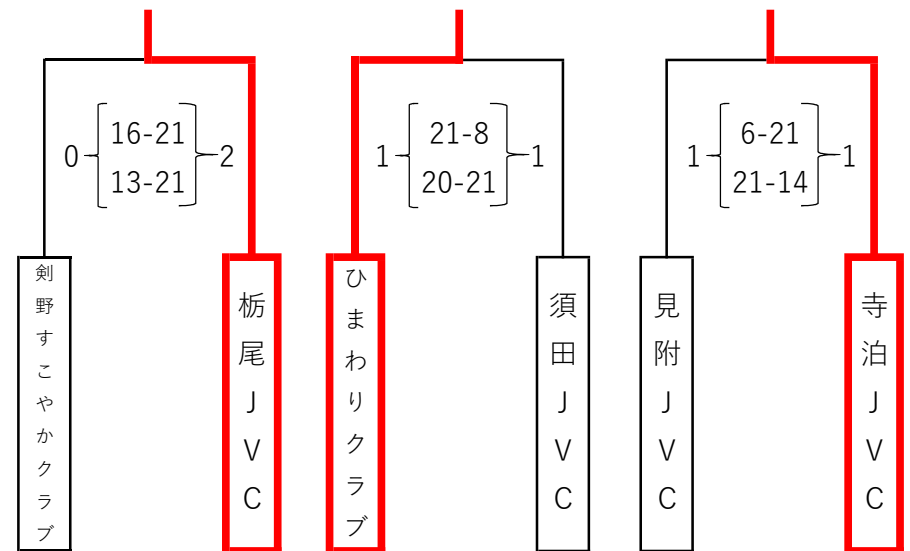 0 16-21 2
13-21
1 21-8 1
20-21
1 6-21 1
21-14
剣野すこやかクラブ
栃尾JVC
ひまわりクラブ
須田JVC
見附JVC
寺泊JVC